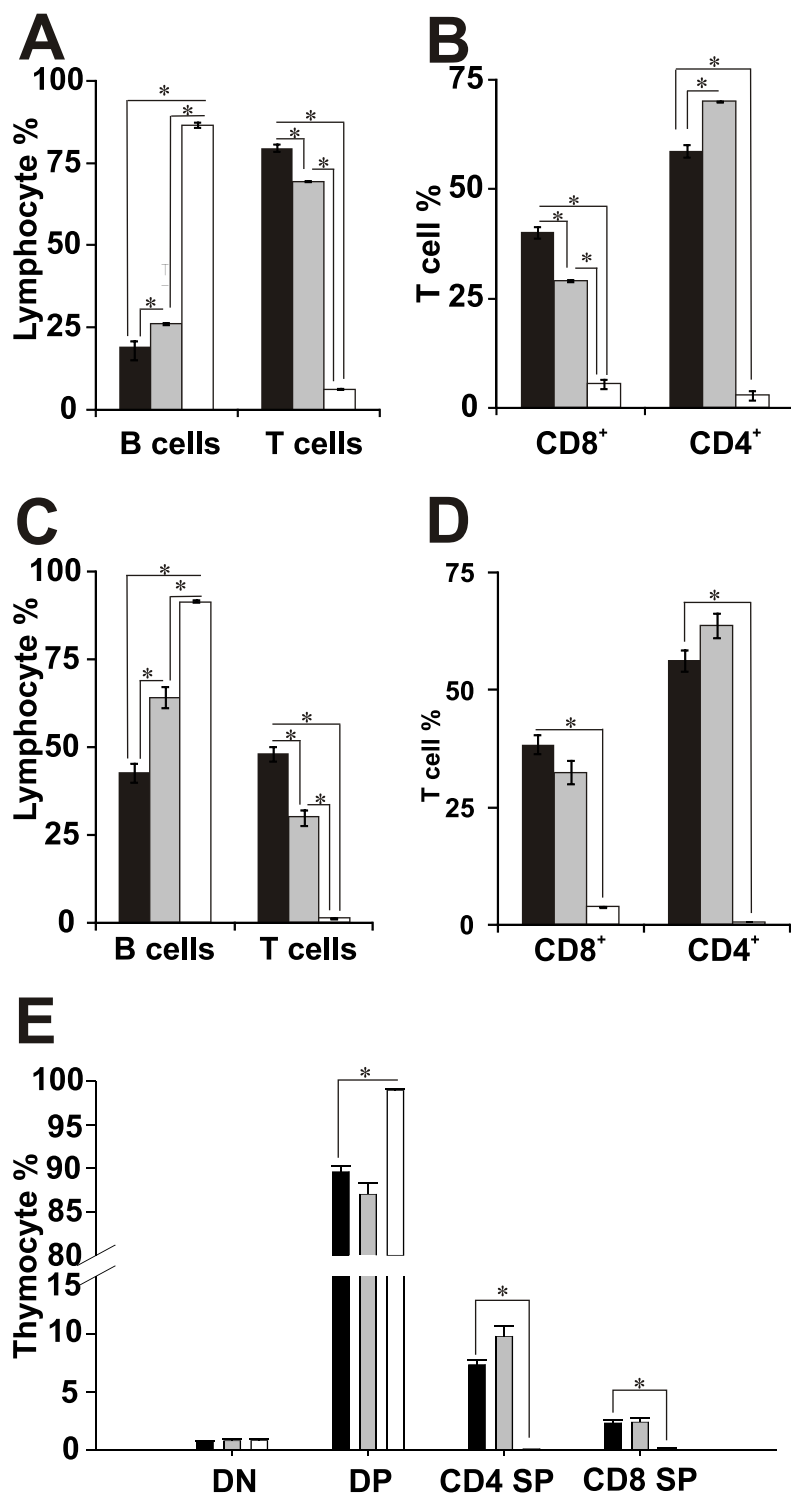 A
Lymphocyte %
100
75
50
25
0
* * * * * *
B cells T cells
B
T cell %
75
50
25
0
* * * * *
CD8⁺ CD4⁺
C
Lymphocyte %
100
75
50
25
0
* * * * * *
B cells T cells
D
T cell %
75
50
25
0
* *
CD8⁺ CD4⁺
E
Thymocyte %
100
95
90
85
80
15
10
5
0
* * *
DN DP CD4 SP CD8 SP